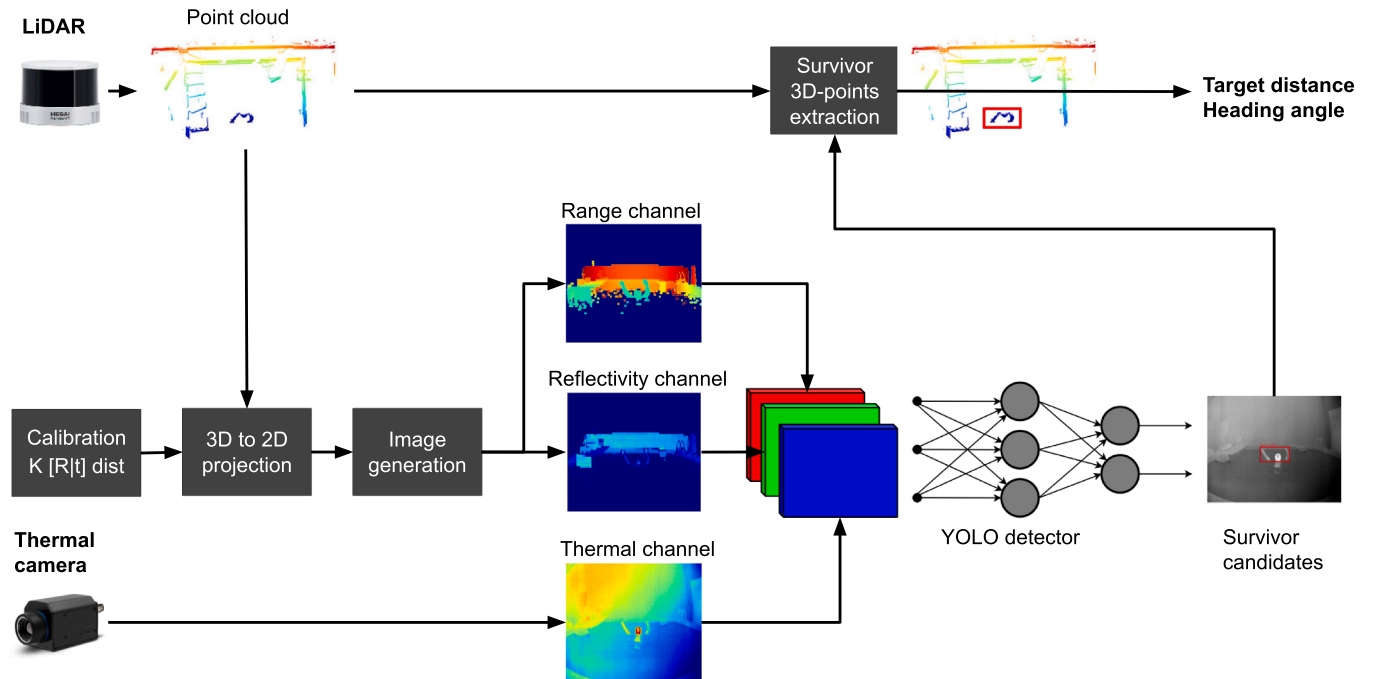 LiDAR
Point cloud
HESAI
Survivor
3D-points
extraction
Target distance
Heading angle
Range channel
Reflectivity channel
Calibration
K [R|t] dist
3D to 2D
projection
Image
generation
YOLO detector
Survivor
candidates
Thermal
camera
Thermal channel